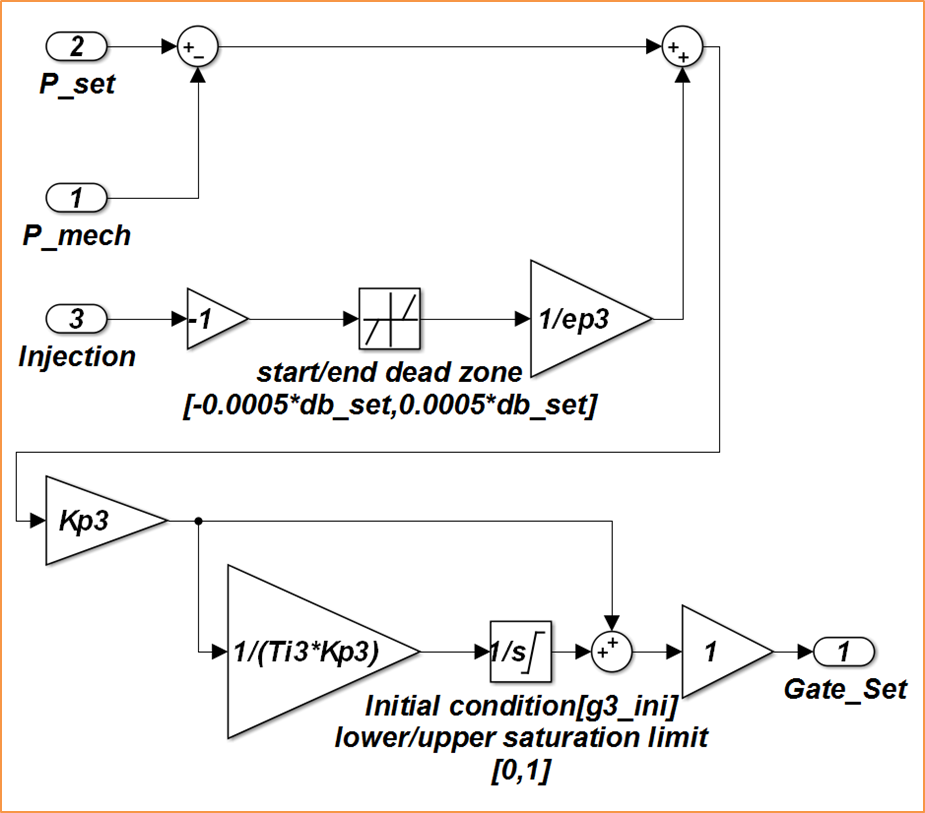 2
+
−
+
+
P_set
1
P_mech
3
-1
1/ep3
Injection
start/end dead zone
[-0.0005*db_set,0.0005*db_set]
Kp3
1/(Ti3*Kp3)
1/s
+
+
1
1
Gate_Set
Initial condition[g3_ini]
lower/upper saturation limit
[0,1]